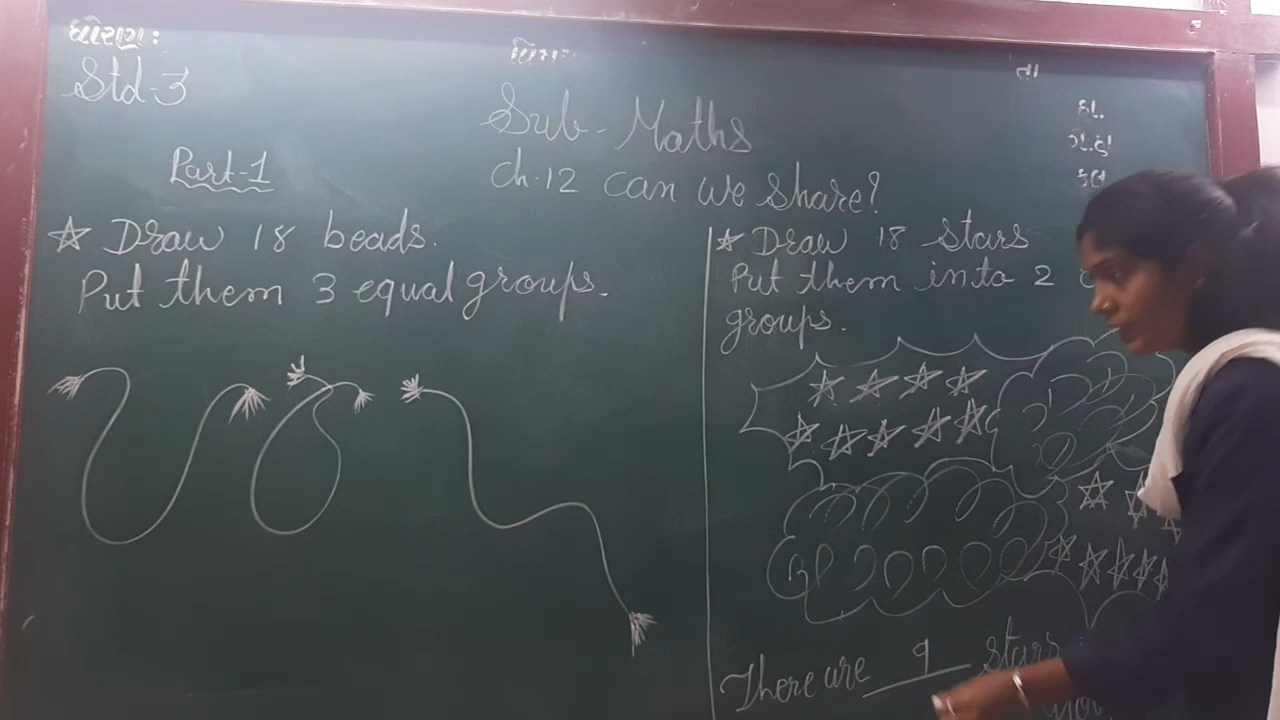 ધોરણ:
Std-3
વિષય:
તા
Sub- Maths
ch-12 can we share?
Part-1
☆ Draw 18 beads.
Put them 3 equal groups.
☆ Draw 18 stars
Put them into 2
groups.
There are 9 stars